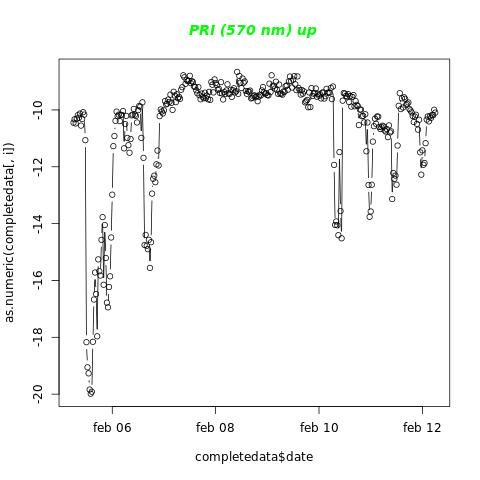 PRI (570 nm) up
as.numeric(completedata[, i])
-10
-12
-14
-16
-18
-20
feb 06
feb 08
feb 10
feb 12
completedata$date